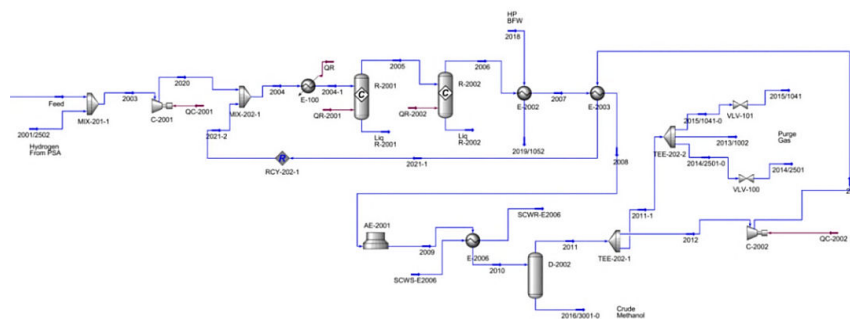 HP
BFW
2018
QR
2005
2006
R-2001
R-2002
2020
Feed
2003
2004
2004-1
E-100
2007
E-2002
E-2003
MIX-201-1
C-2001
QC-2001
MIX-202-1
QR-2001
QR-2002
2001/2502
Hydrogen
From PSA
2021-2
Liq
R-2001
Liq
R-2002
2019/1052
RCY-202-1
2021-1
2008
2015/1041
VLV-101
2015/1041-0
2013/1002
Purge
Gas
TEE-202-2
2014/2501-0
2014/2501
VLV-100
2011-1
SCWR-E2006
AE-2001
2009
E-2006
2010
SCWS-E2006
2011
D-2002
TEE-202-1
2012
C-2002
QC-2002
2016/3001-0
Crude
Methanol